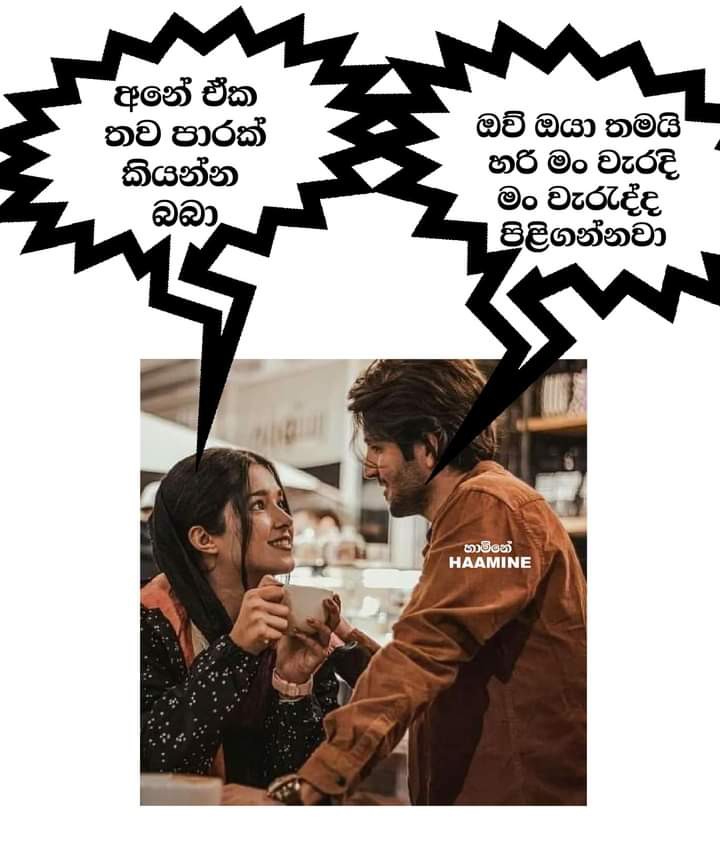 අනේ ඒක
තව පාරක්
කියන්න
බබා
ඔව් ඔයා තමයි
හරි මං වැරදි
මං වැරැද්ද
පිළිගන්නවා
හාමිනේ
HAAMINE